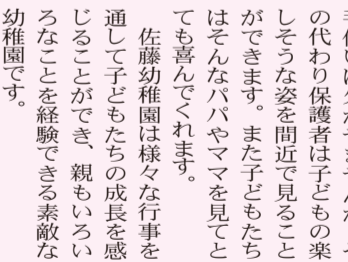 の代わり保護者は子どもの楽
しそうな姿を間近で見ること
ができます。また子どもたち
はそんなパパやママを見てと
ても喜んでくれます。
佐藤幼稚園は様々な行事を
通して子どもたちの成長を感
じることができ、親もいろい
ろなことを経験できる素敵な
幼稚園です。